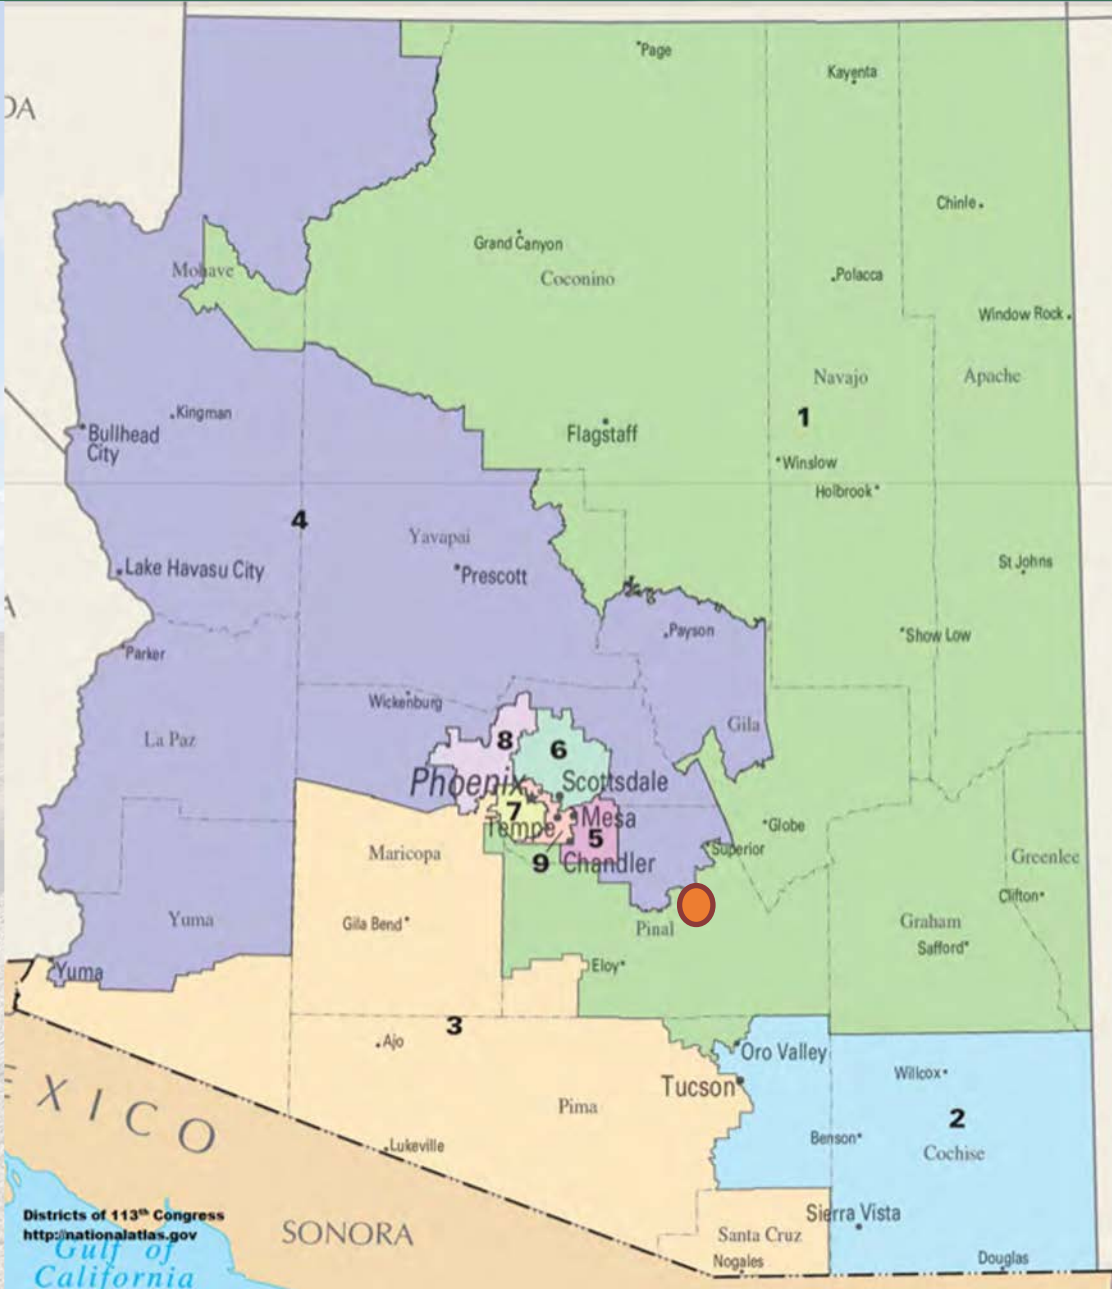 DA
Page
Kayenta
Chinle
Grand Canyon
Coconino
Mohave
Polacca
Window Rock
Navajo
Apache
1
Kingman
Bullhead
City
Flagstaff
Winslow
Holbrook
4
Yavapai
Prescott
Lake Havasu City
St Johns
A
Parker
Payson
Show Low
Wickenburg
La Paz
Gila
8
6
Phoenix
Scottsdale
7
Tempe
Mesa
5
9
Chandler
Globe
Superior
Maricopa
Greenlee
Clifton
Yuma
Gila Bend
Pinal
Graham
Safford
Eloy
Yuma
3
Ajo
Oro Valley
Tucson
Willcox
2
Pima
Benson
Cochise
EXICO
Lukeville
Sierra Vista
Districts of 113th Congress
http://nationalatlas.gov
Gulf of
California
SONORA
Santa Cruz
Nogales
Douglas